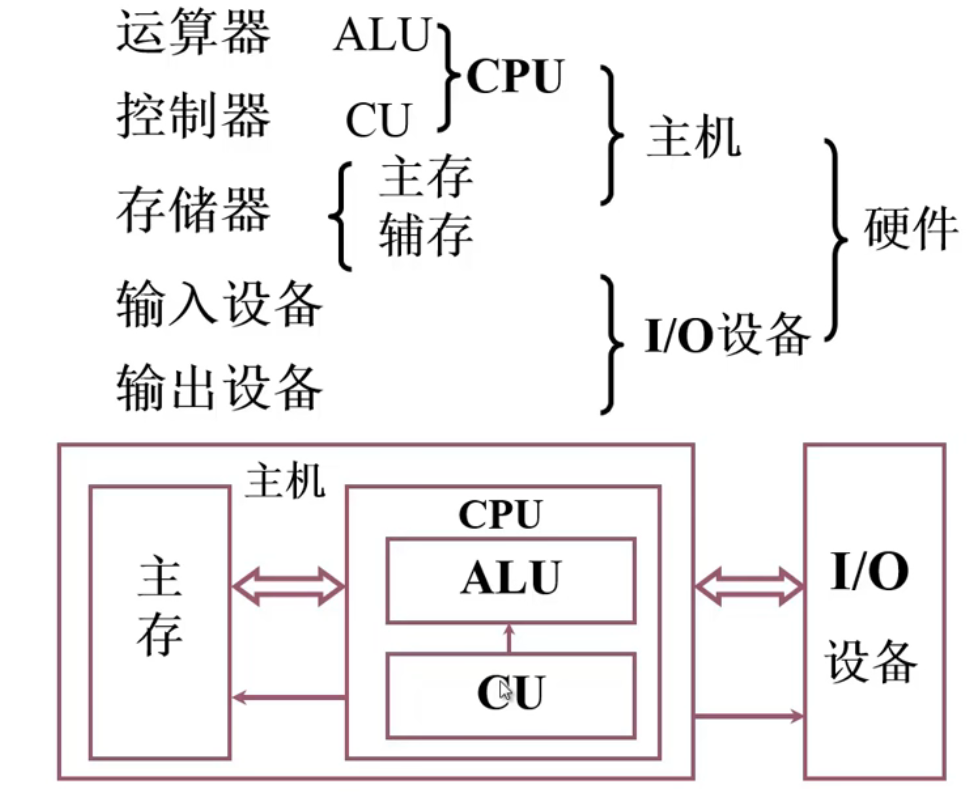 运算器 ALU
CPU
控制器 CU
主机
存储器 主存
辅存
硬件
输入设备
I/O设备
输出设备
主机
CPU
主存
ALU
I/O
设备
CU